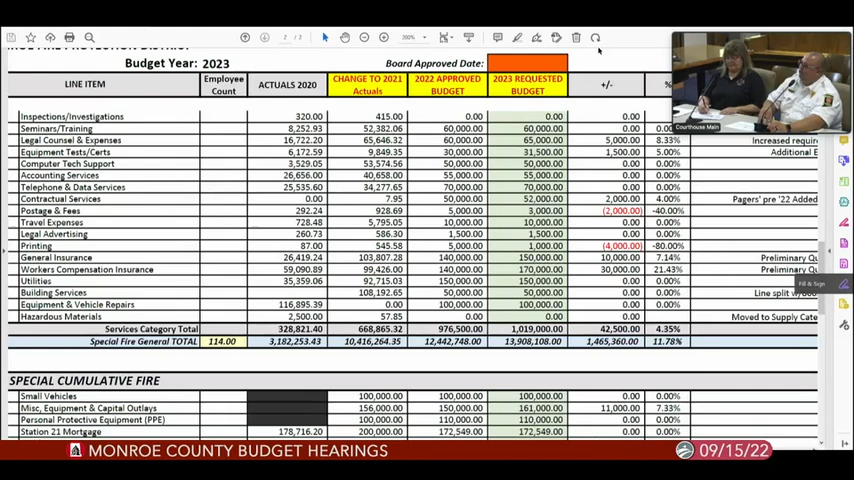 2 / 2
200%
Budget Year: 2023 Board Approved Date:
LINE ITEM Employee Count ACTUALS 2020 CHANGE TO 2021 Actuals 2022 APPROVED BUDGET 2023 REQUESTED BUDGET +/- %
Inspections/Investigations 320.00 415.00 0.00 0.00 0.00
Seminars/Training 8,252.93 52,382.06 60,000.00 60,000.00 0.00 0.00
Legal Counsel & Expenses 16,722.20 65,646.32 60,000.00 65,000.00 5,000.00 8.33% Increased require
Equipment Tests/Certs 6,172.59 9,849.35 30,000.00 31,500.00 1,500.00 5.00% Additional E
Computer Tech Support 3,529.05 53,574.56 50,000.00 50,000.00 0.00 0.00%
Accounting Services 26,656.00 40,658.00 55,000.00 55,000.00 0.00 0.00%
Telephone & Data Services 25,535.60 34,277.65 70,000.00 70,000.00 0.00 0.00%
Contractual Services 0.00 7.95 50,000.00 52,000.00 2,000.00 4.00% Pagers' pre '22 Added
Postage & Fees 292.24 928.69 5,000.00 3,000.00 (2,000.00) -40.00%
Travel Expenses 728.48 5,795.05 10,000.00 10,000.00 0.00 0.00%
Legal Advertising 260.73 586.30 1,500.00 1,500.00 0.00 0.00%
Printing 87.00 545.58 5,000.00 1,000.00 (4,000.00) -80.00%
General Insurance 26,419.24 103,807.28 140,000.00 150,000.00 10,000.00 7.14% Preliminary Qu
Workers Compensation Insurance 59,090.89 99,426.00 140,000.00 170,000.00 30,000.00 21.43% Preliminary Qu
Utilities 35,359.06 92,715.03 150,000.00 150,000.00 0.00 0.00%
Building Services 108,192.65 50,000.00 50,000.00 0.00 0.00% Line split w/
Equipment & Vehicle Repairs 116,895.39 0.00 100,000.00 100,000.00 0.00 0.00%
Hazardous Materials 2,500.00 57.85 0.00 0.00 0.00 Moved to Supply Cate
Services Category Total 328,821.40 668,865.32 976,500.00 1,019,000.00 42,500.00 4.35%
Special Fire General TOTAL 114.00 3,182,253.43 10,416,264.35 12,442,748.00 13,908,108.00 1,465,360.00 11.78%
SPECIAL CUMULATIVE FIRE
Small Vehicles 100,000.00 100,000.00 100,000.00 0.00 0.00%
Misc, Equipment & Capital Outlays 156,000.00 150,000.00 161,000.00 11,000.00 7.33%
Personal Protective Equipment (PPE) 100,000.00 110,000.00 110,000.00 0.00 0.00%
Station 21 Mortgage 178,716.20 200,000.00 172,549.00 172,549.00 0.00 0.00%
Courthouse Main
Fill & Sign
MONROE COUNTY BUDGET HEARINGS 09/15/22